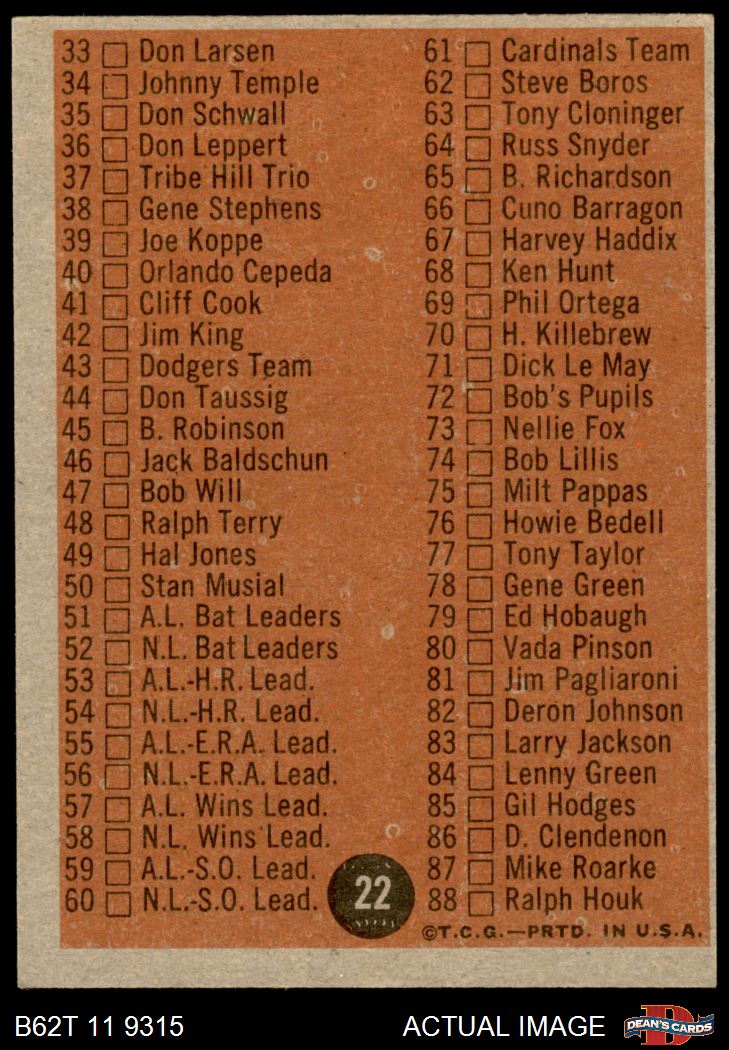 33 Don Larsen
34 Johnny Temple
35 Don Schwall
36 Don Leppert
37 Tribe Hill Trio
38 Gene Stephens
39 Joe Koppe
40 Orlando Cepeda
41 Cliff Cook
42 Jim King
43 Dodgers Team
44 Don Taussig
45 B. Robinson
46 Jack Baldschun
47 Bob Will
48 Ralph Terry
49 Hal Jones
50 Stan Musial
51 A.L. Bat Leaders
52 N.L. Bat Leaders
53 A.L.-H.R. Lead.
54 N.L.-H.R. Lead.
55 A.L.-E.R.A. Lead.
56 N.L.-E.R.A. Lead.
57 A.L. Wins Lead.
58 N.L. Wins Lead.
59 A.L.-S.O. Lead.
60 N.L.-S.O. Lead.
61 Cardinals Team
62 Steve Boros
63 Tony Cloninger
64 Russ Snyder
65 B. Richardson
66 Cuno Barragon
67 Harvey Haddix
68 Ken Hunt
69 Phil Ortega
70 H. Killebrew
71 Dick Le May
72 Bob's Pupils
73 Nellie Fox
74 Bob Lillis
75 Milt Pappas
76 Howie Bedell
77 Tony Taylor
78 Gene Green
79 Ed Hobaugh
80 Vada Pinson
81 Jim Pagliaroni
82 Deron Johnson
83 Larry Jackson
84 Lenny Green
85 Gil Hodges
86 D. Clendenon
87 Mike Roarke
88 Ralph Houk
22
©T.C.G.—PRTD. IN U.S.A.
B62T 11 9315
ACTUAL IMAGE
DEAN'S CARDS